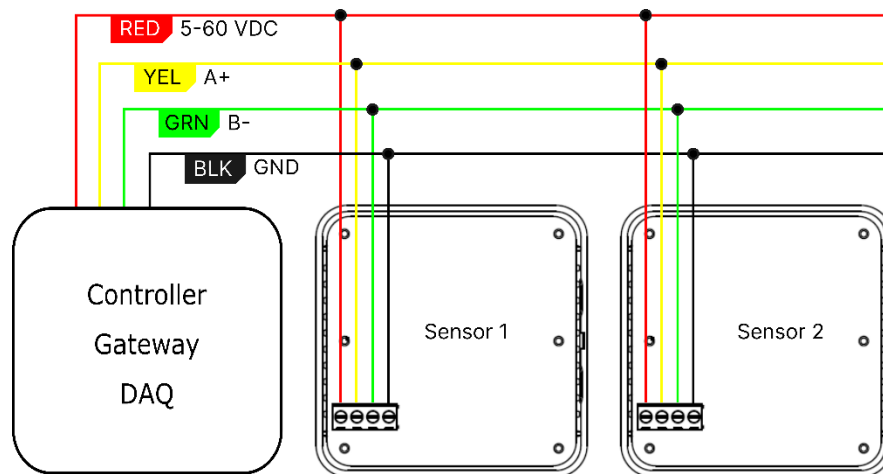 RED 5-60 VDC
YEL A+
GRN B-
BLK GND
Controller
Gateway
DAQ
Sensor 1
Sensor 2